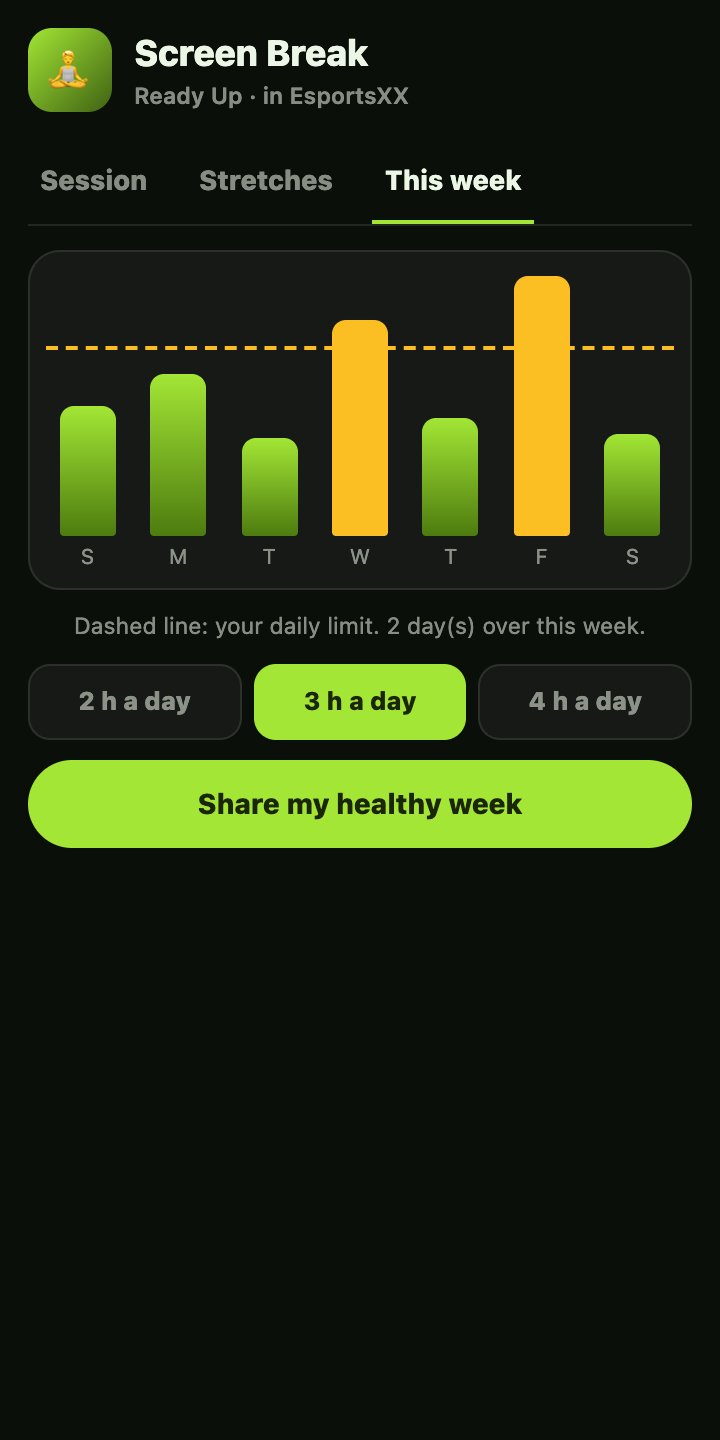 Screen Break
Ready Up · in EsportsXX
Session Stretches This week
S M T W T F S
Dashed line: your daily limit. 2 day(s) over this week.
2 h a day 3 h a day 4 h a day
Share my healthy week